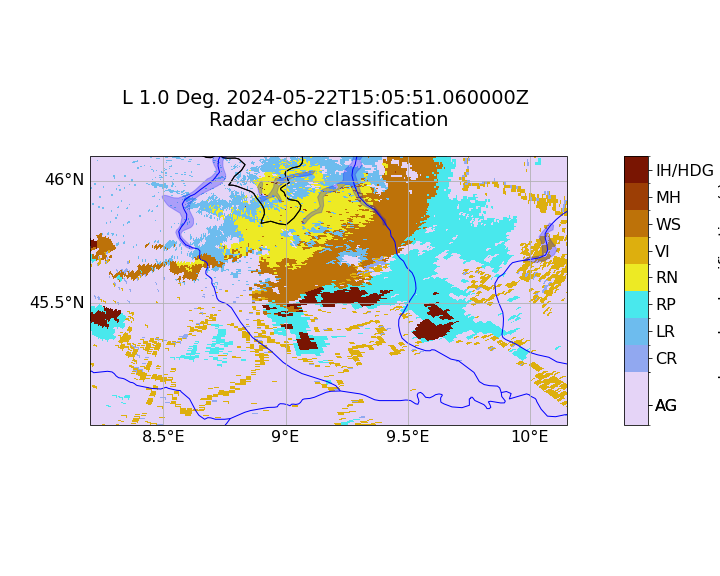 L 1.0 Deg. 2024-05-22T15:05:51.060000Z
Radar echo classification
46°N
45.5°N
8.5°E
9°E
9.5°E
10°E
IH/HDG
MH
WS
VI
RN
RP
LR
CR
AG